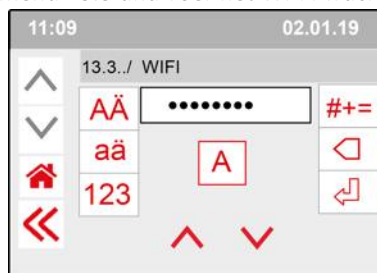 11:09 02.01.19
13.3../ WIFI
AÄ •••••••• #+=
aä A
123